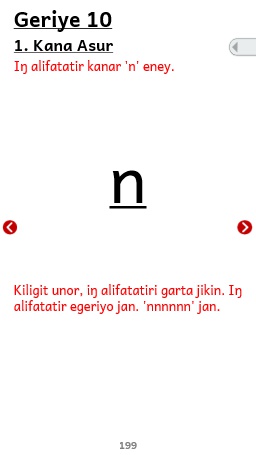 Geriye 10
1. Kana Asur
Iŋ alifatatir kanar 'n' eney.
n
Kiligit unor, iŋ alifatatiri garta jikin. Iŋ
alifatatir egeriyo jan. 'nnnnnn' jan.
199